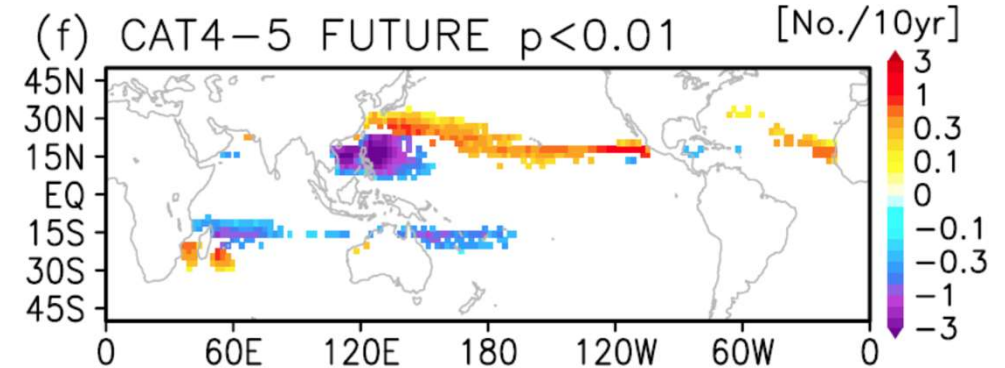 (f) CAT4-5 FUTURE p<0.01
[No./10yr]
45N
30N
15N
EQ
15S
30S
45S
0 60E 120E 180 120W 60W 0
3
1
0.3
0.1
0
-0.1
-0.3
-1
-3